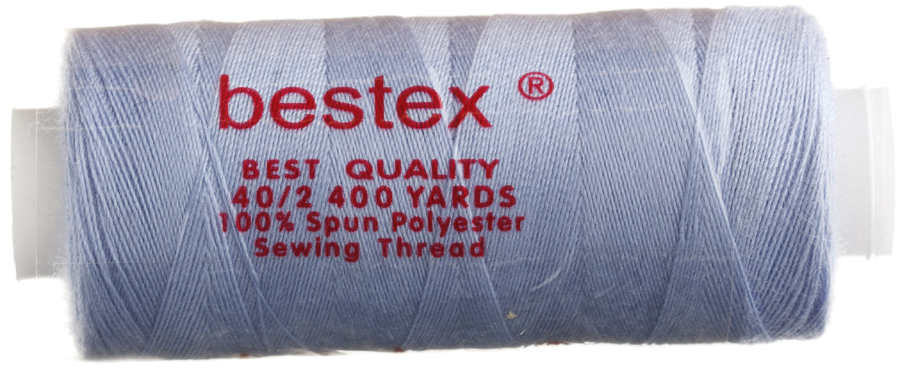 bestex ®
BEST QUALITY
40/2 400 YARDS
100% Spun Polyester
Sewing Thread